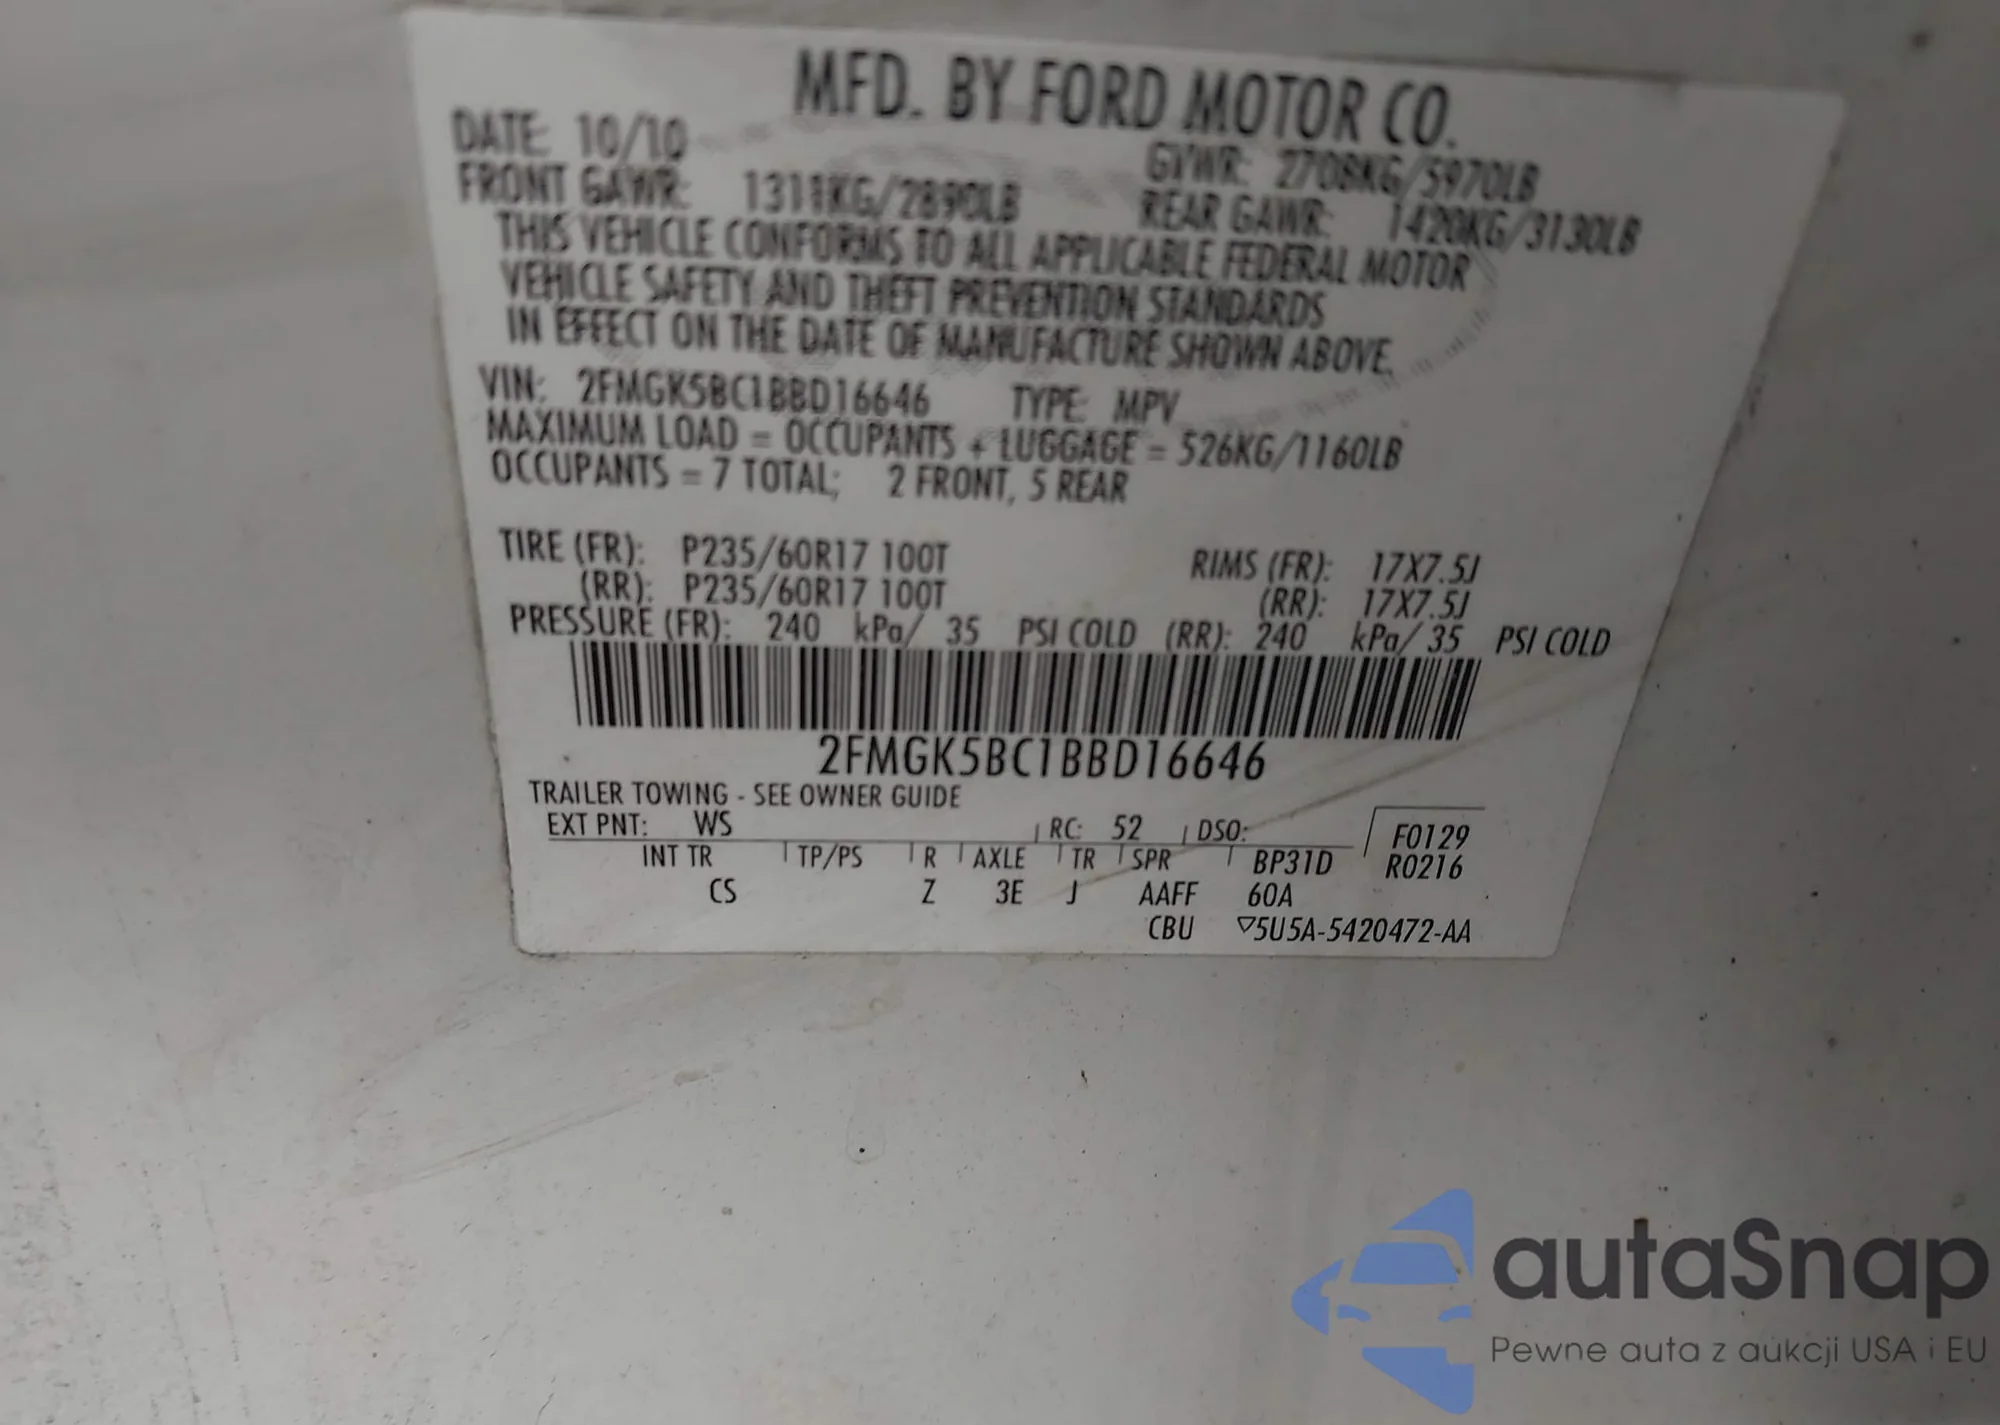 MFD. BY FORD MOTOR CO.
DATE: 10/10
GVWR: 2708KG/5970LB
FRONT GAWR: 1311KG/2890LB
REAR GAWR: 1420KG/3130LB
THIS VEHICLE CONFORMS TO ALL APPLICABLE FEDERAL MOTOR
VEHICLE SAFETY AND THEFT PREVENTION STANDARDS
IN EFFECT ON THE DATE OF MANUFACTURE SHOWN ABOVE.
VIN: 2FMGK5BC1BBD16646 TYPE: MPV
MAXIMUM LOAD = OCCUPANTS + LUGGAGE = 526KG/1160LB
OCCUPANTS = 7 TOTAL; 2 FRONT, 5 REAR
TIRE (FR): P235/60R17 100T RIMS (FR): 17X7.5J
(RR): P235/60R17 100T (RR): 17X7.5J
PRESSURE (FR): 240 kPa/ 35 PSI COLD (RR): 240 kPa/ 35 PSI COLD
2FMGK5BC1BBD16646
TRAILER TOWING - SEE OWNER GUIDE
EXT PNT: WS RC: 52 DSO: F0129
INT TR TP/PS R AXLE TR SPR BP31D R0216
CS Z 3E J AAFF 60A
CBU ▽5U5A-5420472-AA
autaSnap
Pewne auta z aukcji USA i EU